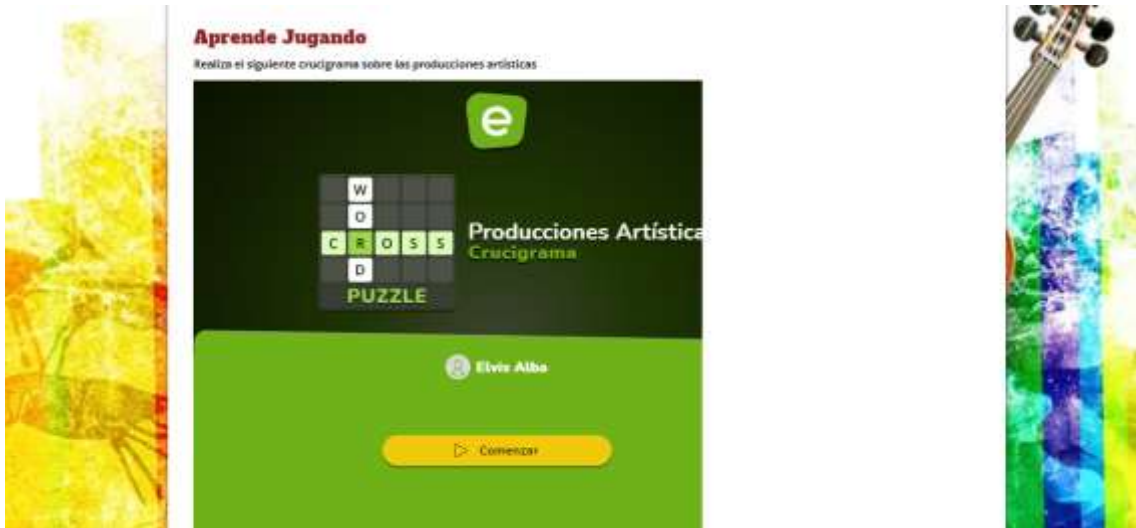 Aprende Jugando
Realiza el siguiente crucigrama sobre las producciones artísticas
e
W
O
C R O S S
D
PUZZLE
Producciones Artística
Crucigrama
Elvis Alba
Comenzar